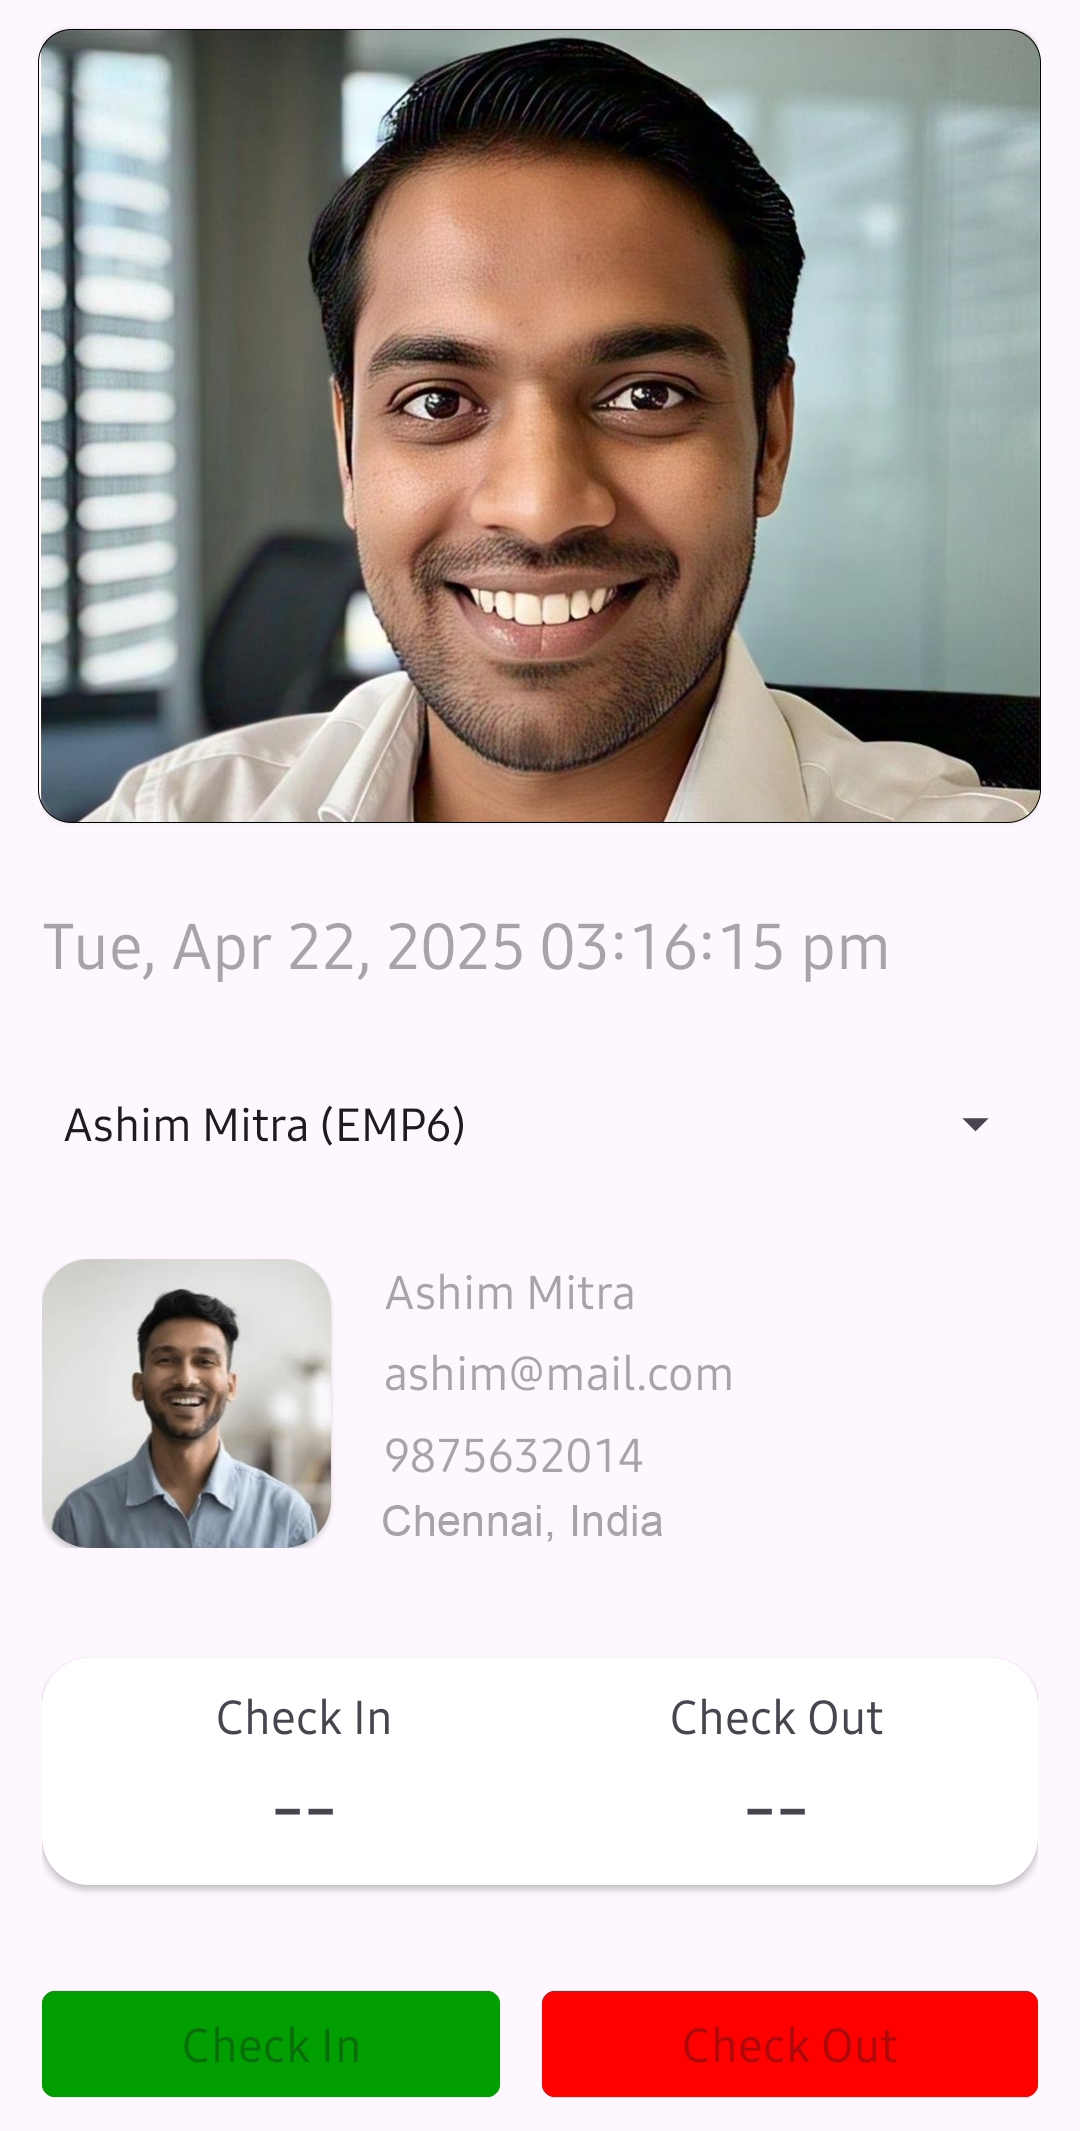 Tue, Apr 22, 2025 03:16:15 pm
Ashim Mitra (EMP6)
Ashim Mitra
ashim@mail.com
9875632014
Chennai, India
Check In Check Out
-- --
Check In Check Out